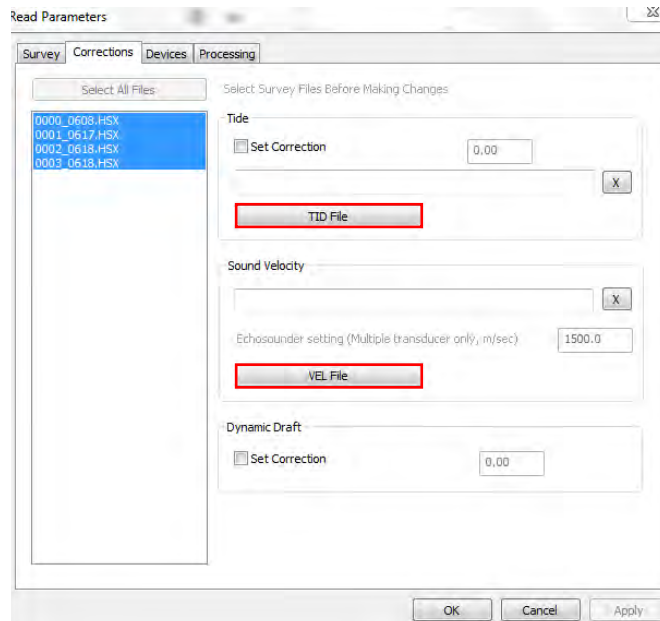 Read Parameters
Survey Corrections Devices Processing
Select All Files
Select Survey Files Before Making Changes
0000_0608.HSX
0001_0617.HSX
0002_0618.HSX
0003_0618.HSX
Tide
Set Correction 0.00
X
TID File
Sound Velocity
X
Echosounder setting (Multiple transducer only, m/sec) 1500.0
VEL File
Dynamic Draft
Set Correction 0.00
OK Cancel Apply